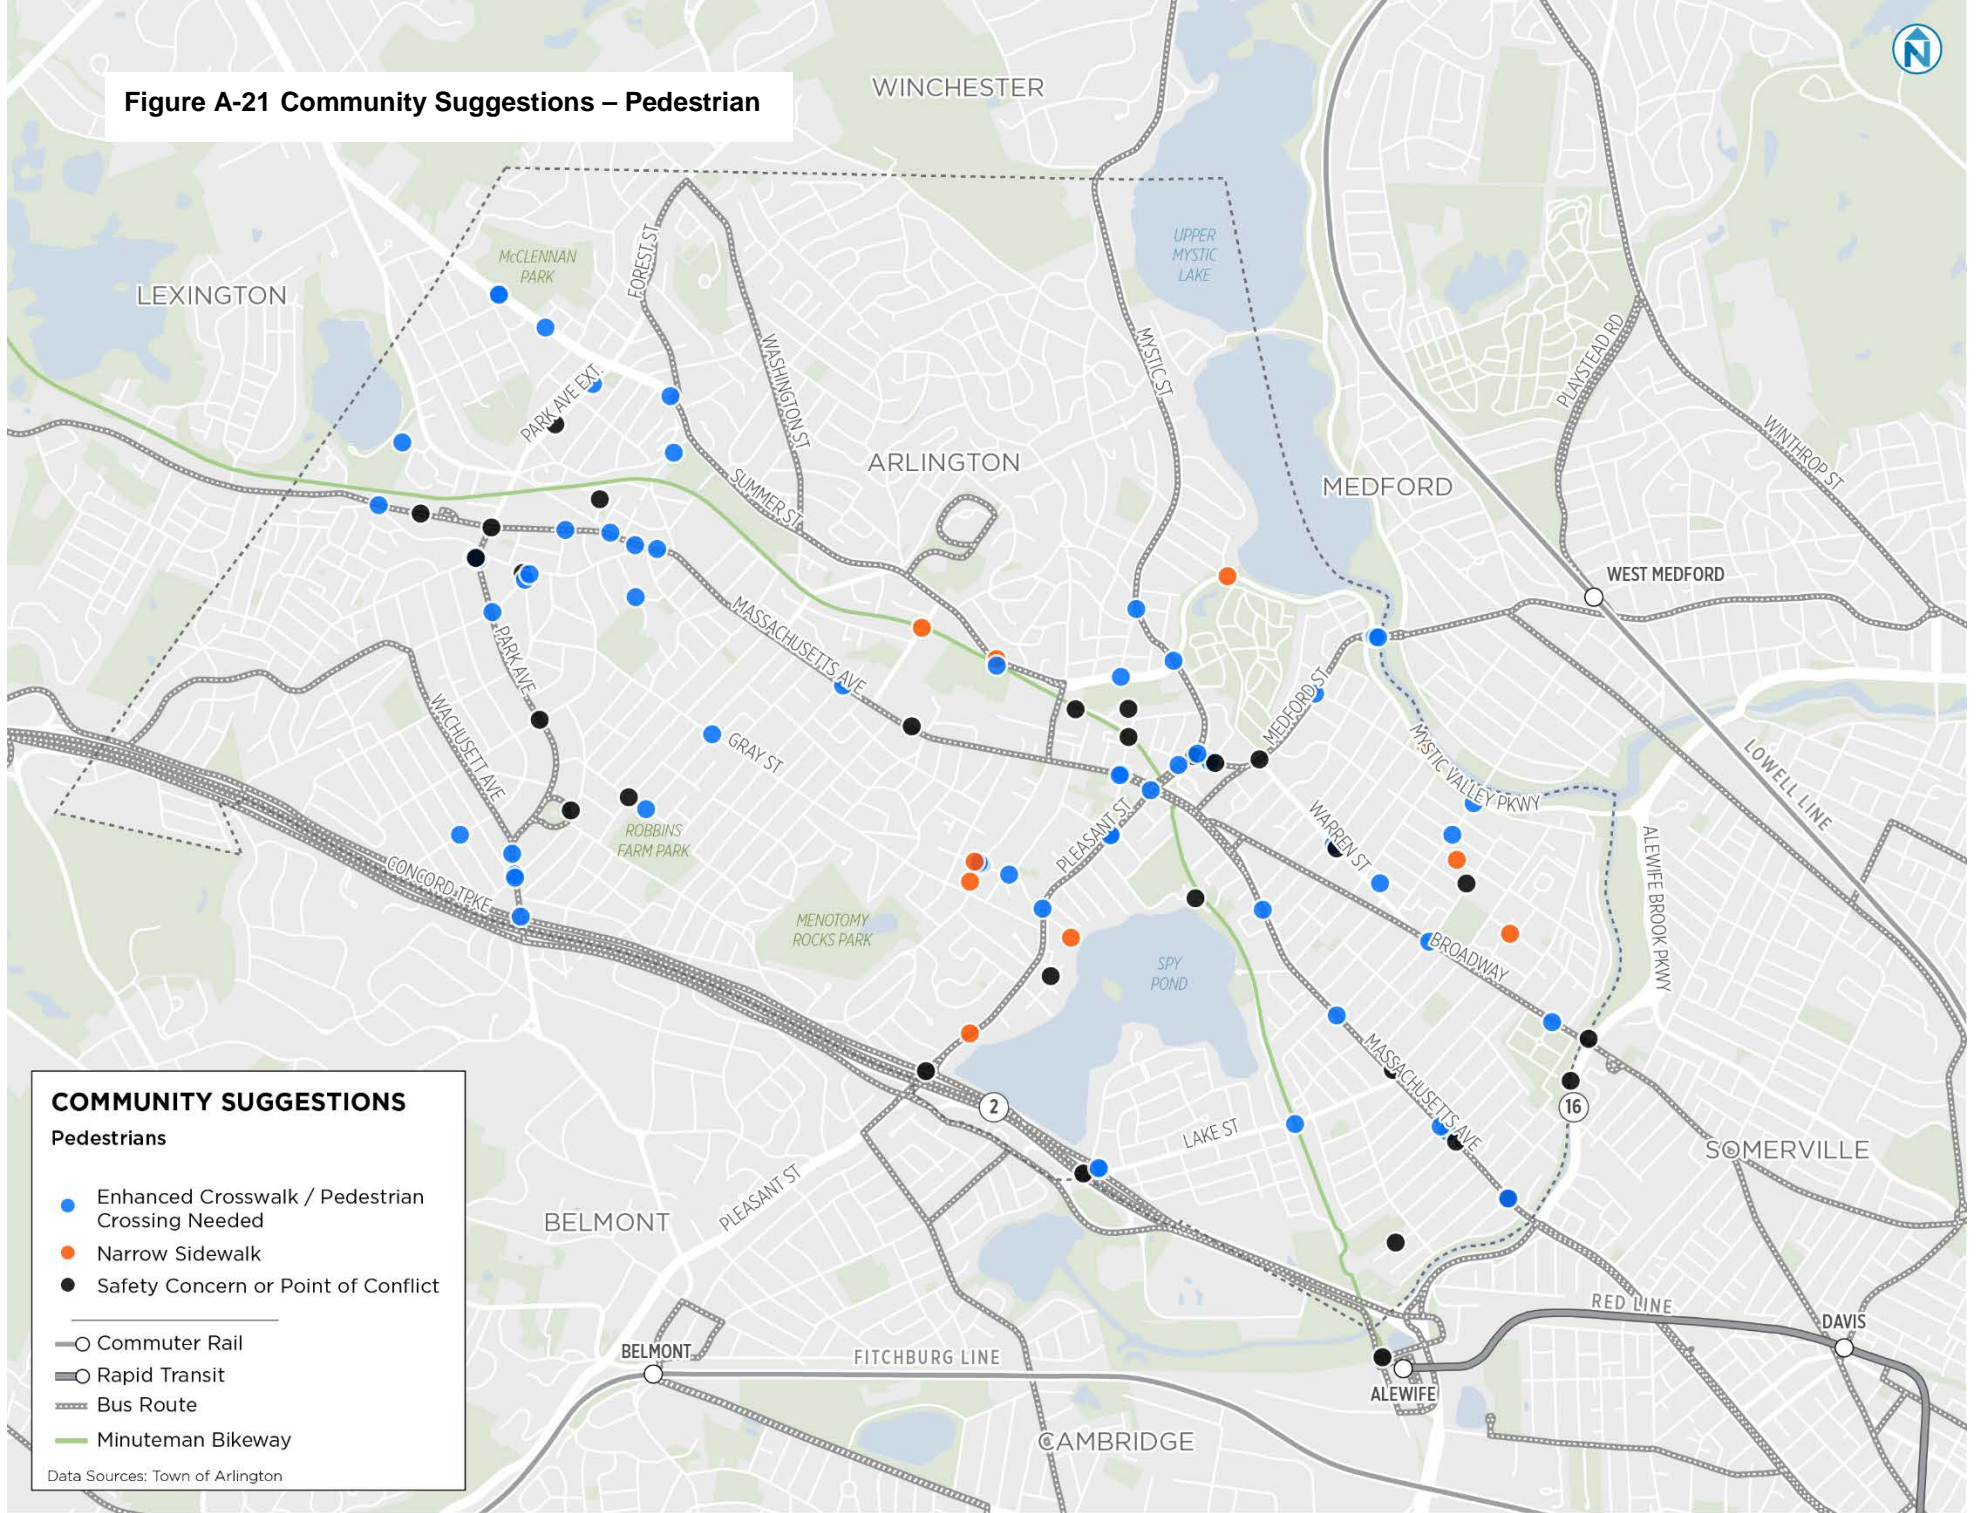 N
WINCHESTER
Figure A-21 Community Suggestions – Pedestrian
UPPER
MYSTIC
LAKE
McCLENNAN
PARK
FOREST ST
LEXINGTON
WASHINGTON ST
MYSTIC ST
PLAYSTEAD RD
PARK AVE EXT.
WINTHROP ST
ARLINGTON
MEDFORD
SUMMER ST
WEST MEDFORD
MASSACHUSETTS AVE
PARK AVE
MEDFORD ST
WACHUSETT AVE
GRAY ST
MYSTIC VALLEY PKWY
LOWELL LINE
ROBBINS
FARM PARK
PLEASANT ST
WARREN ST
ALEWIFE BROOK PKWY
CONCORD TPKE
MENOTOMY
ROCKS PARK
BROADWAY
SPY
POND
MASSACHUSETTS AVE
2
16
LAKE ST
SOMERVILLE
PLEASANT ST
BELMONT
RED LINE
DAVIS
BELMONT
FITCHBURG LINE
ALEWIFE
CAMBRIDGE
COMMUNITY SUGGESTIONS
Pedestrians
Enhanced Crosswalk / Pedestrian
Crossing Needed
Narrow Sidewalk
Safety Concern or Point of Conflict
Commuter Rail
Rapid Transit
Bus Route
Minuteman Bikeway
Data Sources: Town of Arlington